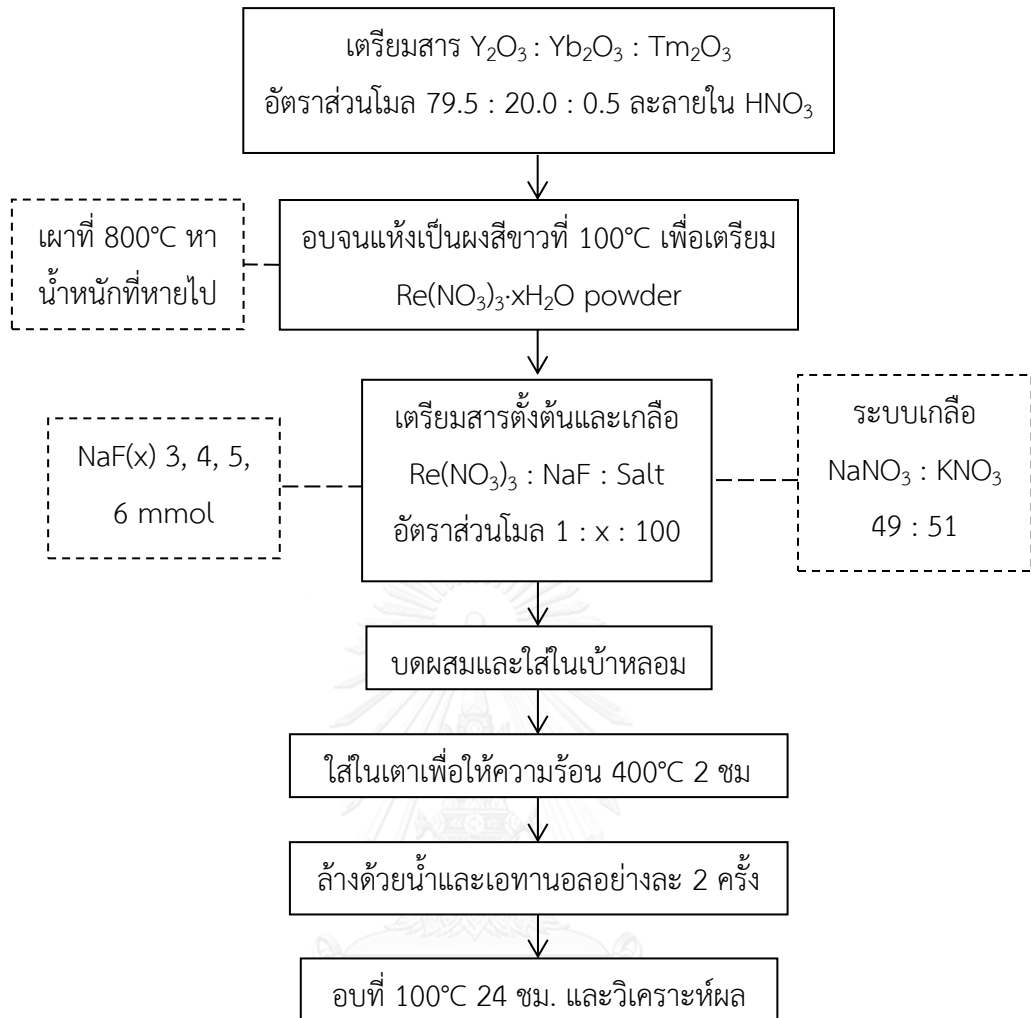 เตรียมสาร Y₂O₃ : Yb₂O₃ : Tm₂O₃
อัตราส่วนโมล 79.5 : 20.0 : 0.5 ละลายใน HNO₃
เผาที่ 800°C หา
น้ำหนักที่หายไป
อบจนแห้งเป็นผงสีขาวที่ 100°C เพื่อเตรียม
Re(NO₃)₃·xH₂O powder
NaF(x) 3, 4, 5,
6 mmol
เตรียมสารตั้งต้นและเกลือ
Re(NO₃)₃ : NaF : Salt
อัตราส่วนโมล 1 : x : 100
ระบบเกลือ
NaNO₃ : KNO₃
49 : 51
บดผสมและใส่ในเบ้าหลอม
ใส่ในเตาเพื่อให้ความร้อน 400°C 2 ชม
ล้างด้วยน้ำและเอทานอลอย่างละ 2 ครั้ง
อบที่ 100°C 24 ชม. และวิเคราะห์ผล